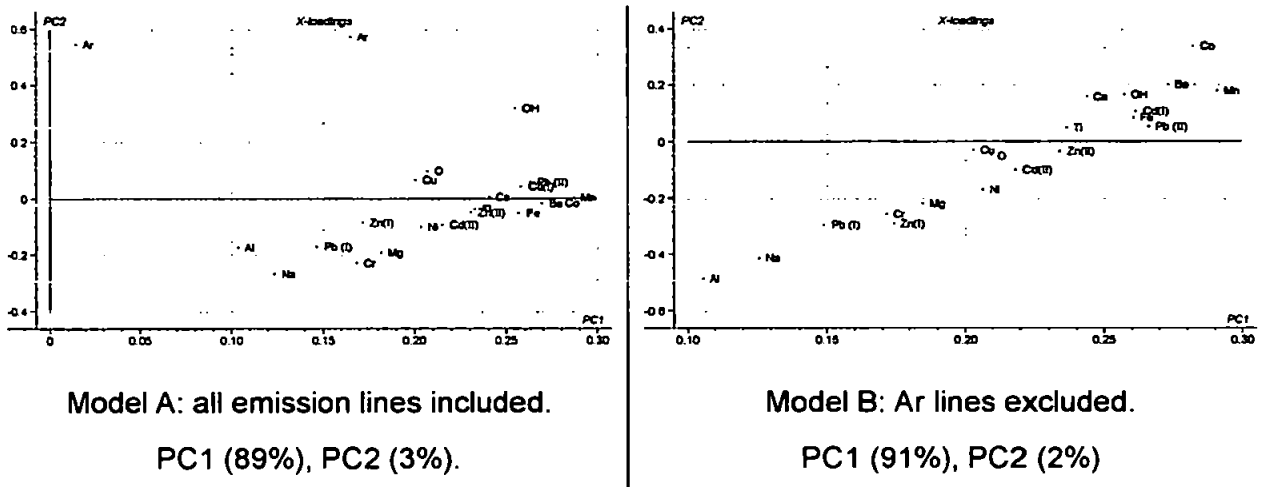 PC2 X-loadings
0.6
Ar Ar
0.4
OH
0.2
O
Cu
Ca Mn
0
Be Co
Zn(I) Zn(II) Fe
Ni Cd(II)
Al Pb (I) Mg
-0.2
Na Cr
-0.4
PC1
0 0.05 0.10 0.15 0.20 0.25 0.30
Model A: all emission lines included.
PC1 (89%), PC2 (3%).
PC2 X-loadings
0.4
Co
0.2
Ba Mn
Ca OH
Cd(I)
Fe
Ti Pb (II)
0
Cu O Zn(II)
Cd(II)
Ni
-0.2
Mg
Cr
Pb (I) Zn(I)
-0.4
Na
Al
-0.6
PC1
0.10 0.15 0.20 0.25 0.30
Model B: Ar lines excluded.
PC1 (91%), PC2 (2%)